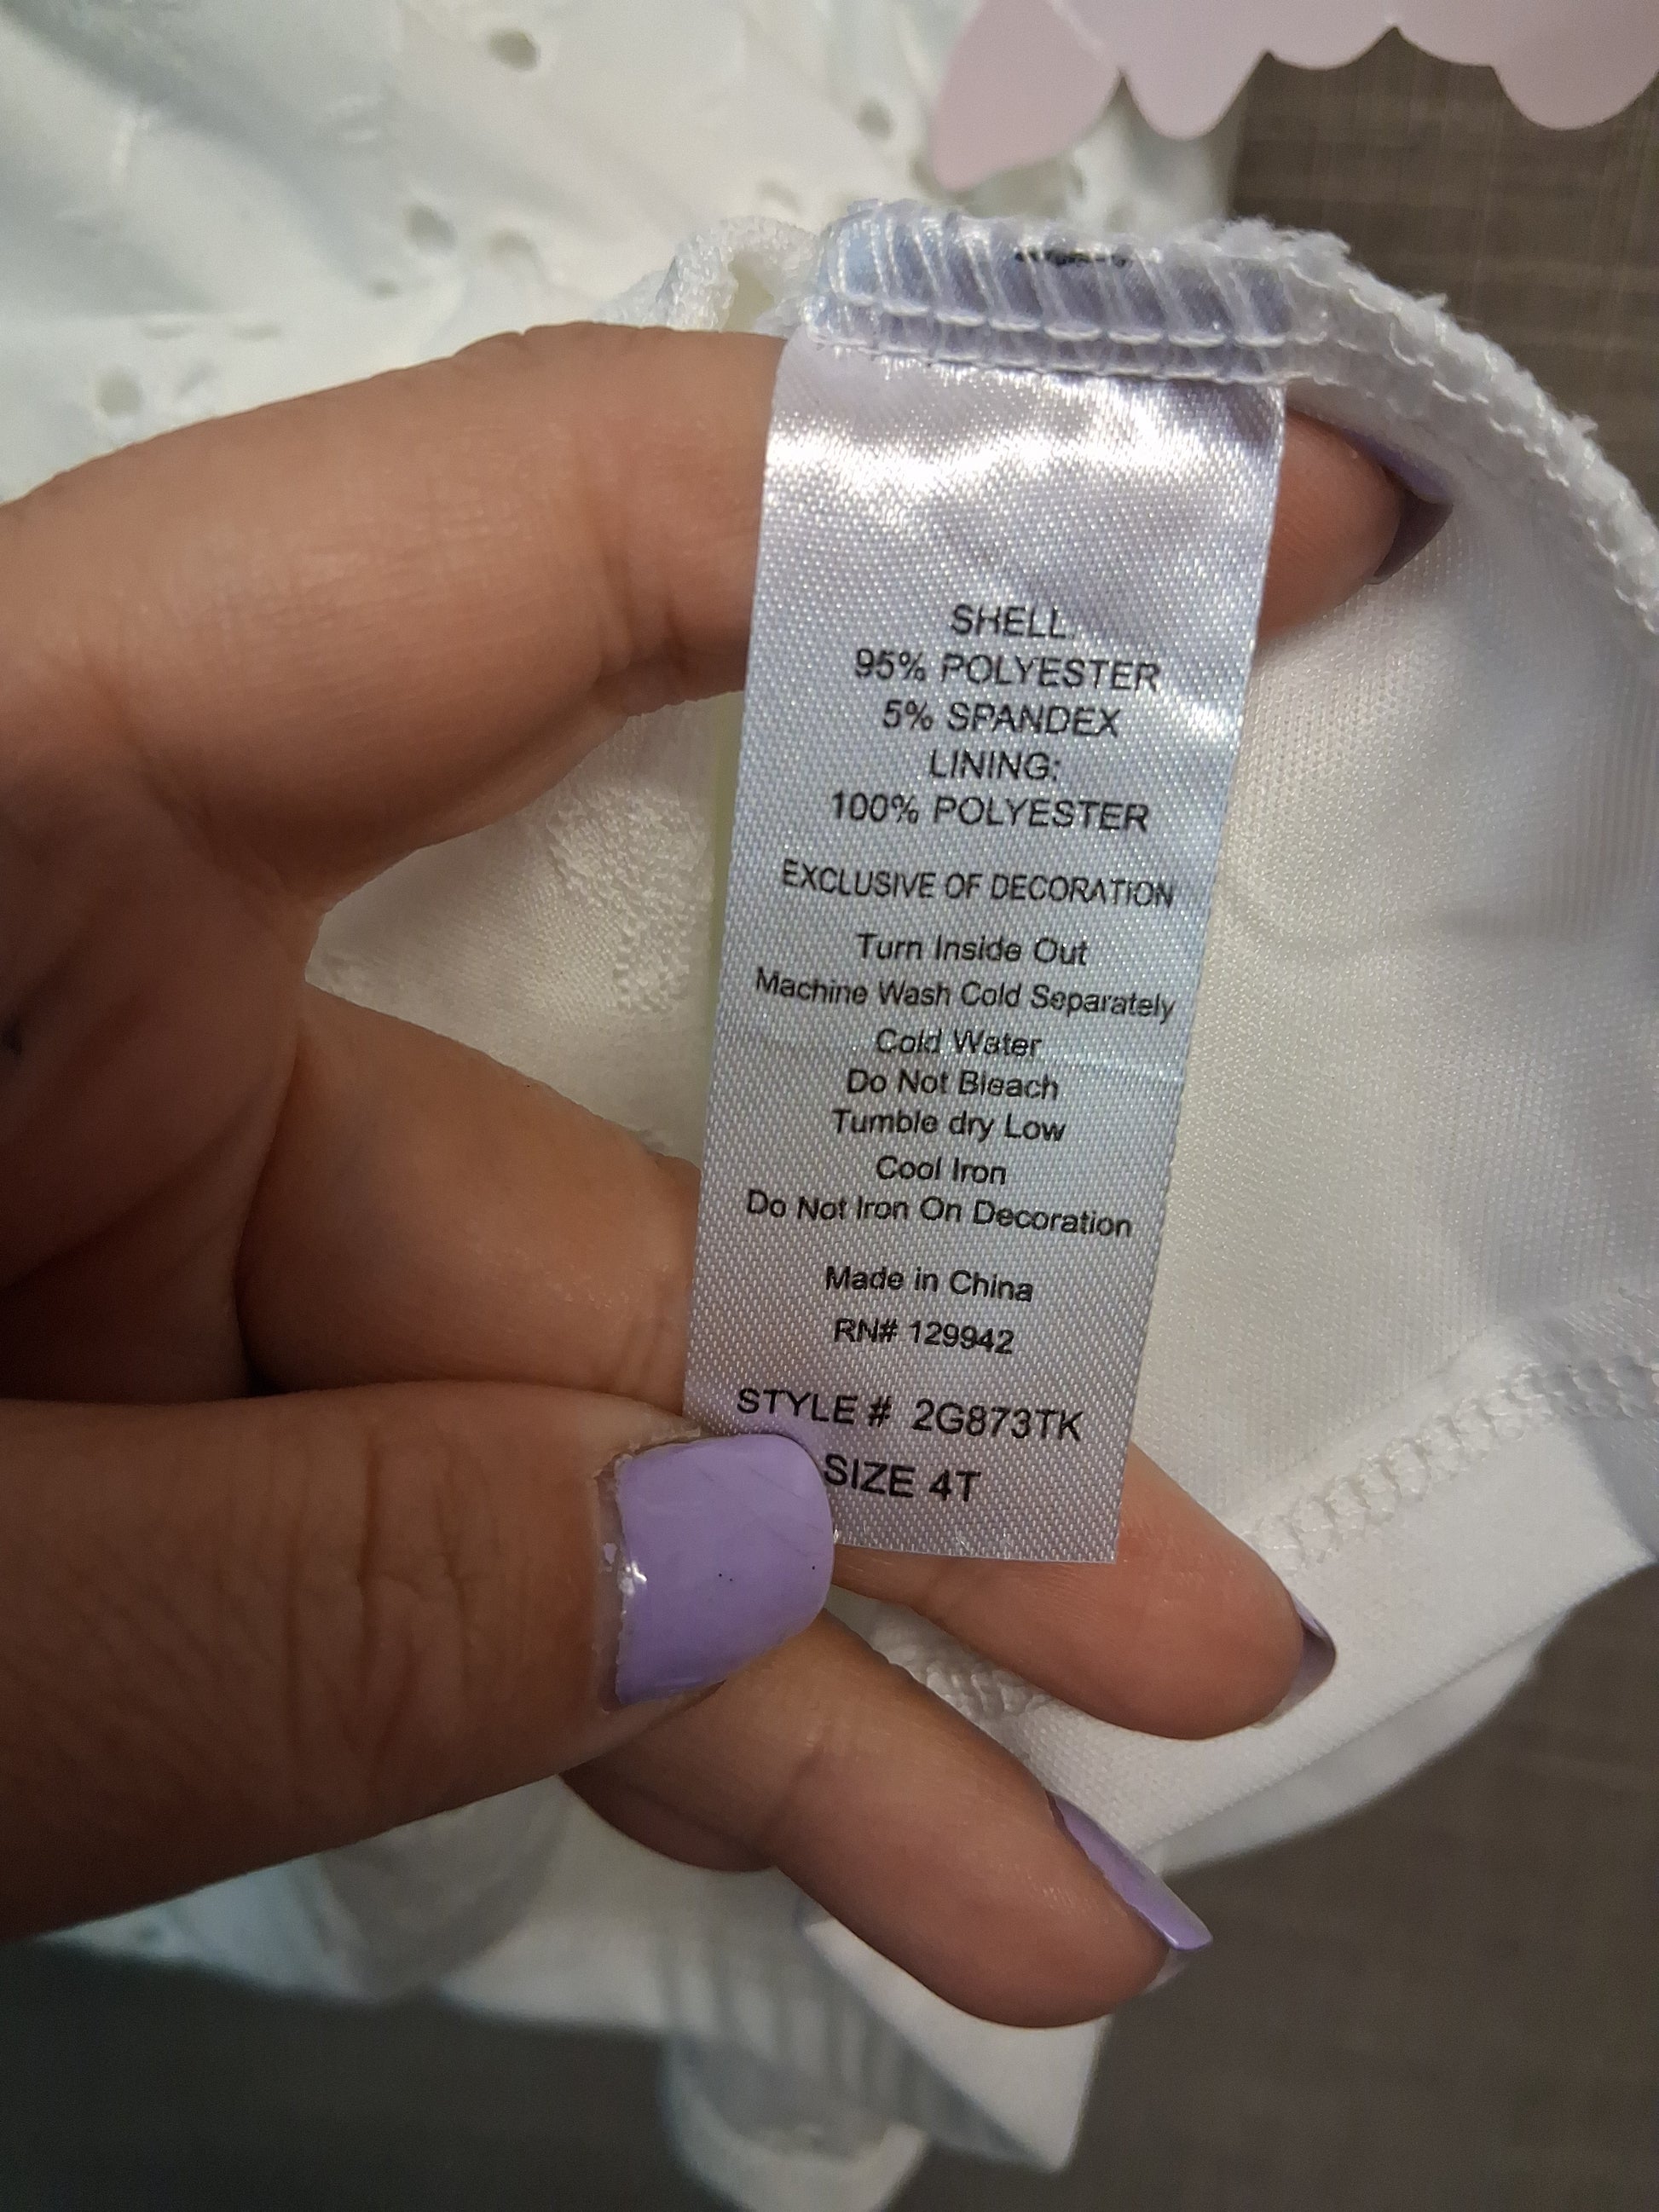 SHELL:
95% POLYESTER
5% SPANDEX
LINING:
100% POLYESTER
EXCLUSIVE OF DECORATION
Turn Inside Out
Machine Wash Cold Separately
Cold Water
Do Not Bleach
Tumble dry Low
Cool Iron
Do Not Iron On Decoration
Made in China
RN# 129942
STYLE # 2G873TK
SIZE 4T